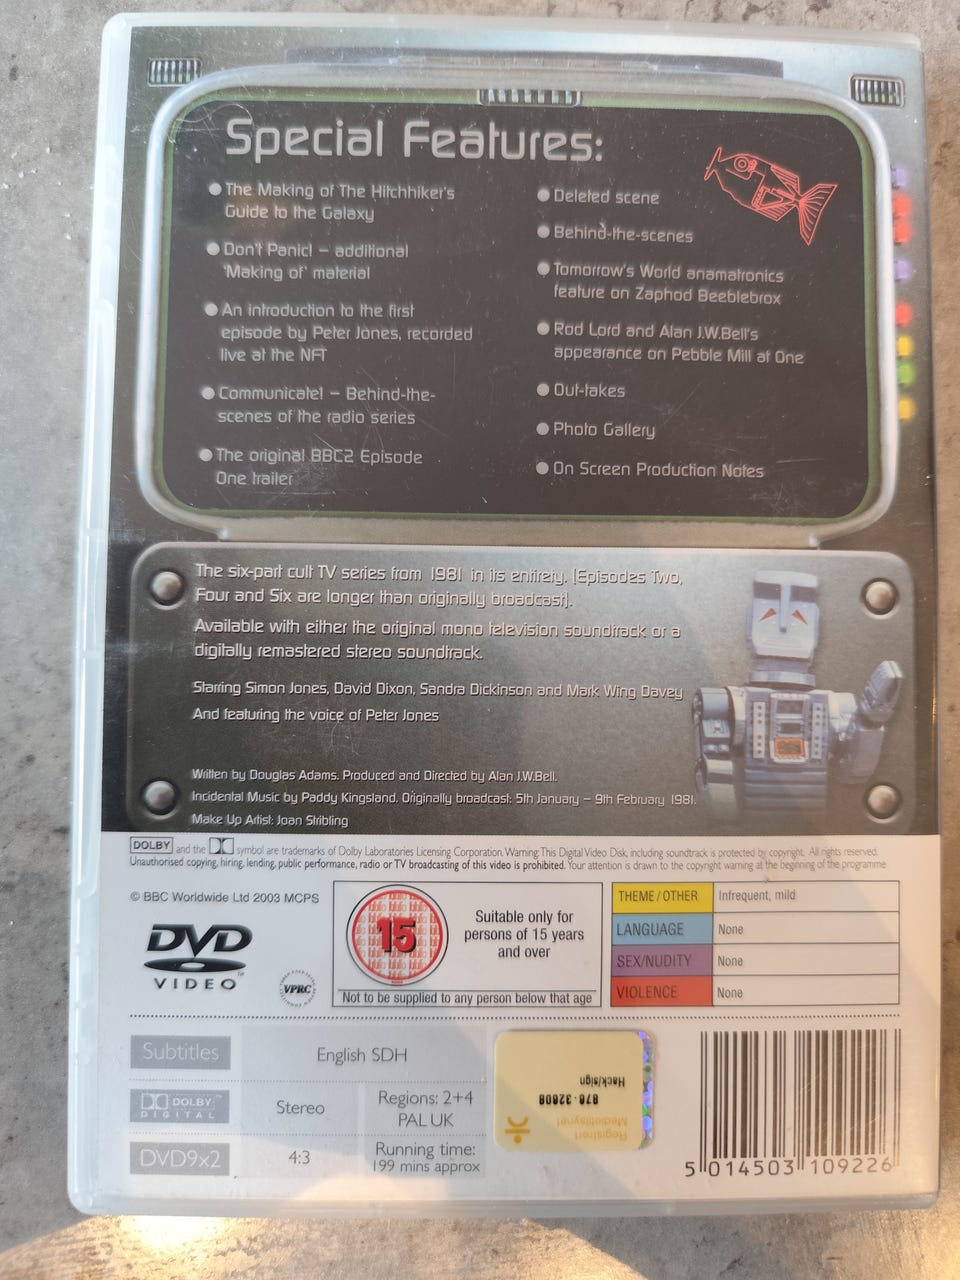 Special Features:
The Making of The Hitchhiker's
Guide to the Galaxy
Don't Panic! – additional
'Making of' material
An introduction to the first
episode by Peter Jones, recorded
live at the NFT
Communicate! – Behind-the-
scenes of the radio series
The original BBC2 Episode
One trailer
Deleted scene
Behind-the-scenes
Tomorrow's World anamatronics
feature on Zaphod Beeblebrox
Rod Lord and Alan J.W.Bell's
appearance on Pebble Mill at One
Out-takes
Photo Gallery
On Screen Production Notes
The six-part cult TV series from 1981 in its entirety. (Episodes Two,
Four and Six are longer than originally broadcast).
Available with either the original mono television soundtrack or a
digitally remastered stereo soundtrack.
Starring Simon Jones, David Dixon, Sandra Dickinson and Mark Wing Davey
And featuring the voice of Peter Jones
Written by Douglas Adams. Produced and Directed by Alan J.W.Bell.
Incidental Music by Paddy Kingsland. Originally broadcast: 5th January – 9th February 1981.
Make Up Artist: Joan Stribling
DOLBY and the symbol are trademarks of Dolby Laboratories Licensing Corporation. Warning: This Digital Video Disk, including soundtrack is protected by copyright. All rights reserved.
Unauthorised copying, hiring, lending, public performance, radio or TV broadcasting of this video is prohibited. Your attention is drawn to the copyright warning at the beginning of the programme
© BBC Worldwide Ltd 2003 MCPS
DVD
VIDEO
VPRC
15
Suitable only for
persons of 15 years
and over
Not to be supplied to any person below that age
THEME/OTHER Infrequent, mild
LANGUAGE None
SEX/NUDITY None
VIOLENCE None
Subtitles English SDH
DOLBY
DIGITAL
Stereo
Regions: 2+4
PAL UK
DVD9x2
4:3
Running time:
199 mins approx
Registrert
Medietilsynet
876-32608
Hack/sign
5 014503 109226